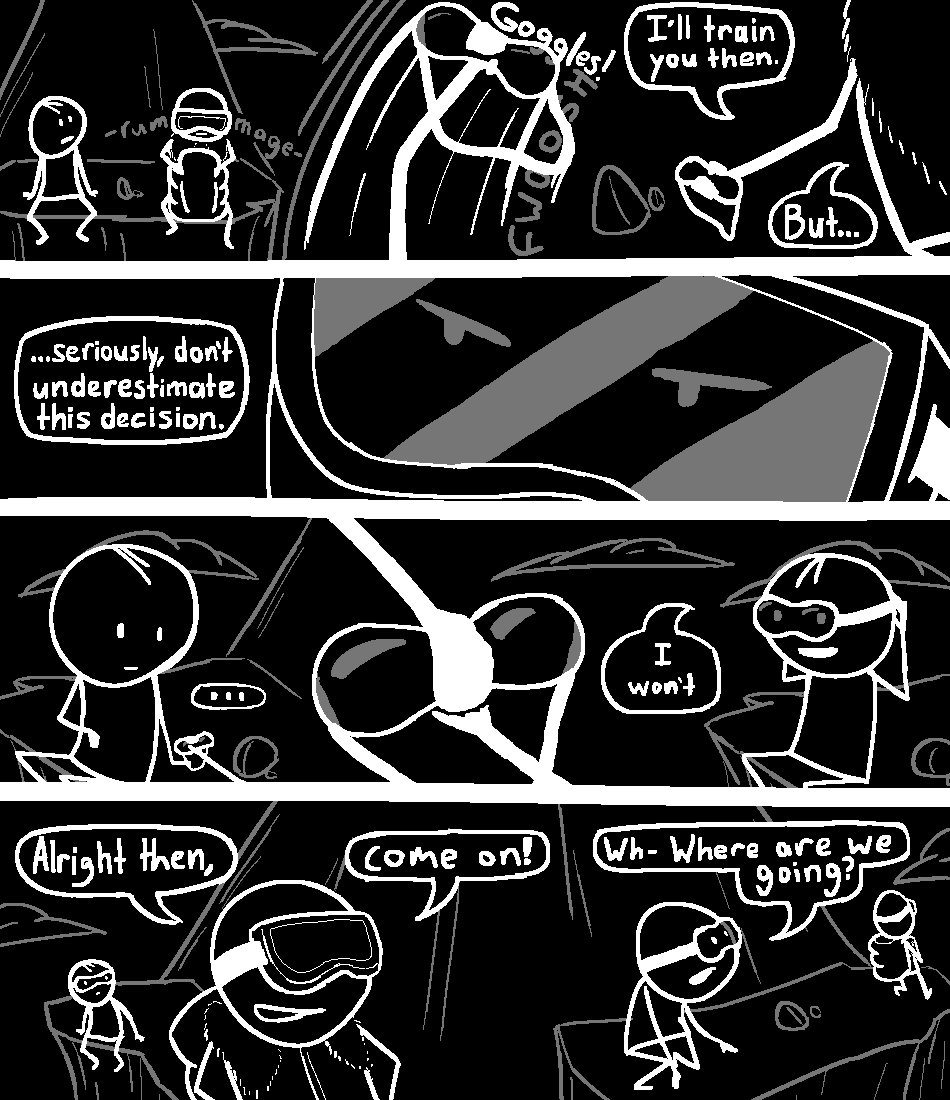 -rum
mage-
Goggles!
FWOOSH
I'll train
you then.
But...
...seriously, don't
underestimate
this decision.
...
I
won't
Alright then,
come on!
Wh- Where are we
going?